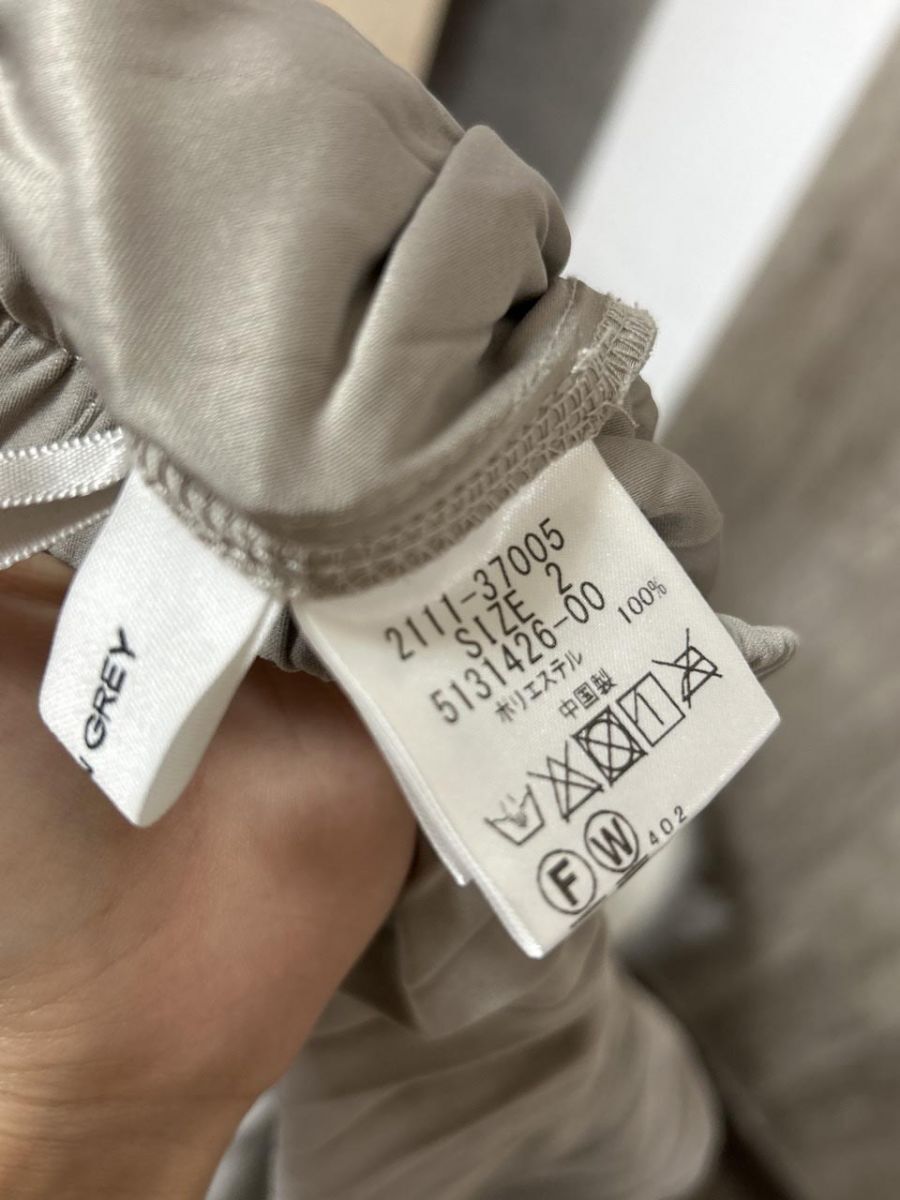 GREY
2111-37005
SIZE 2
5131426-00
ポリエステル 100%
中国製
F W 402